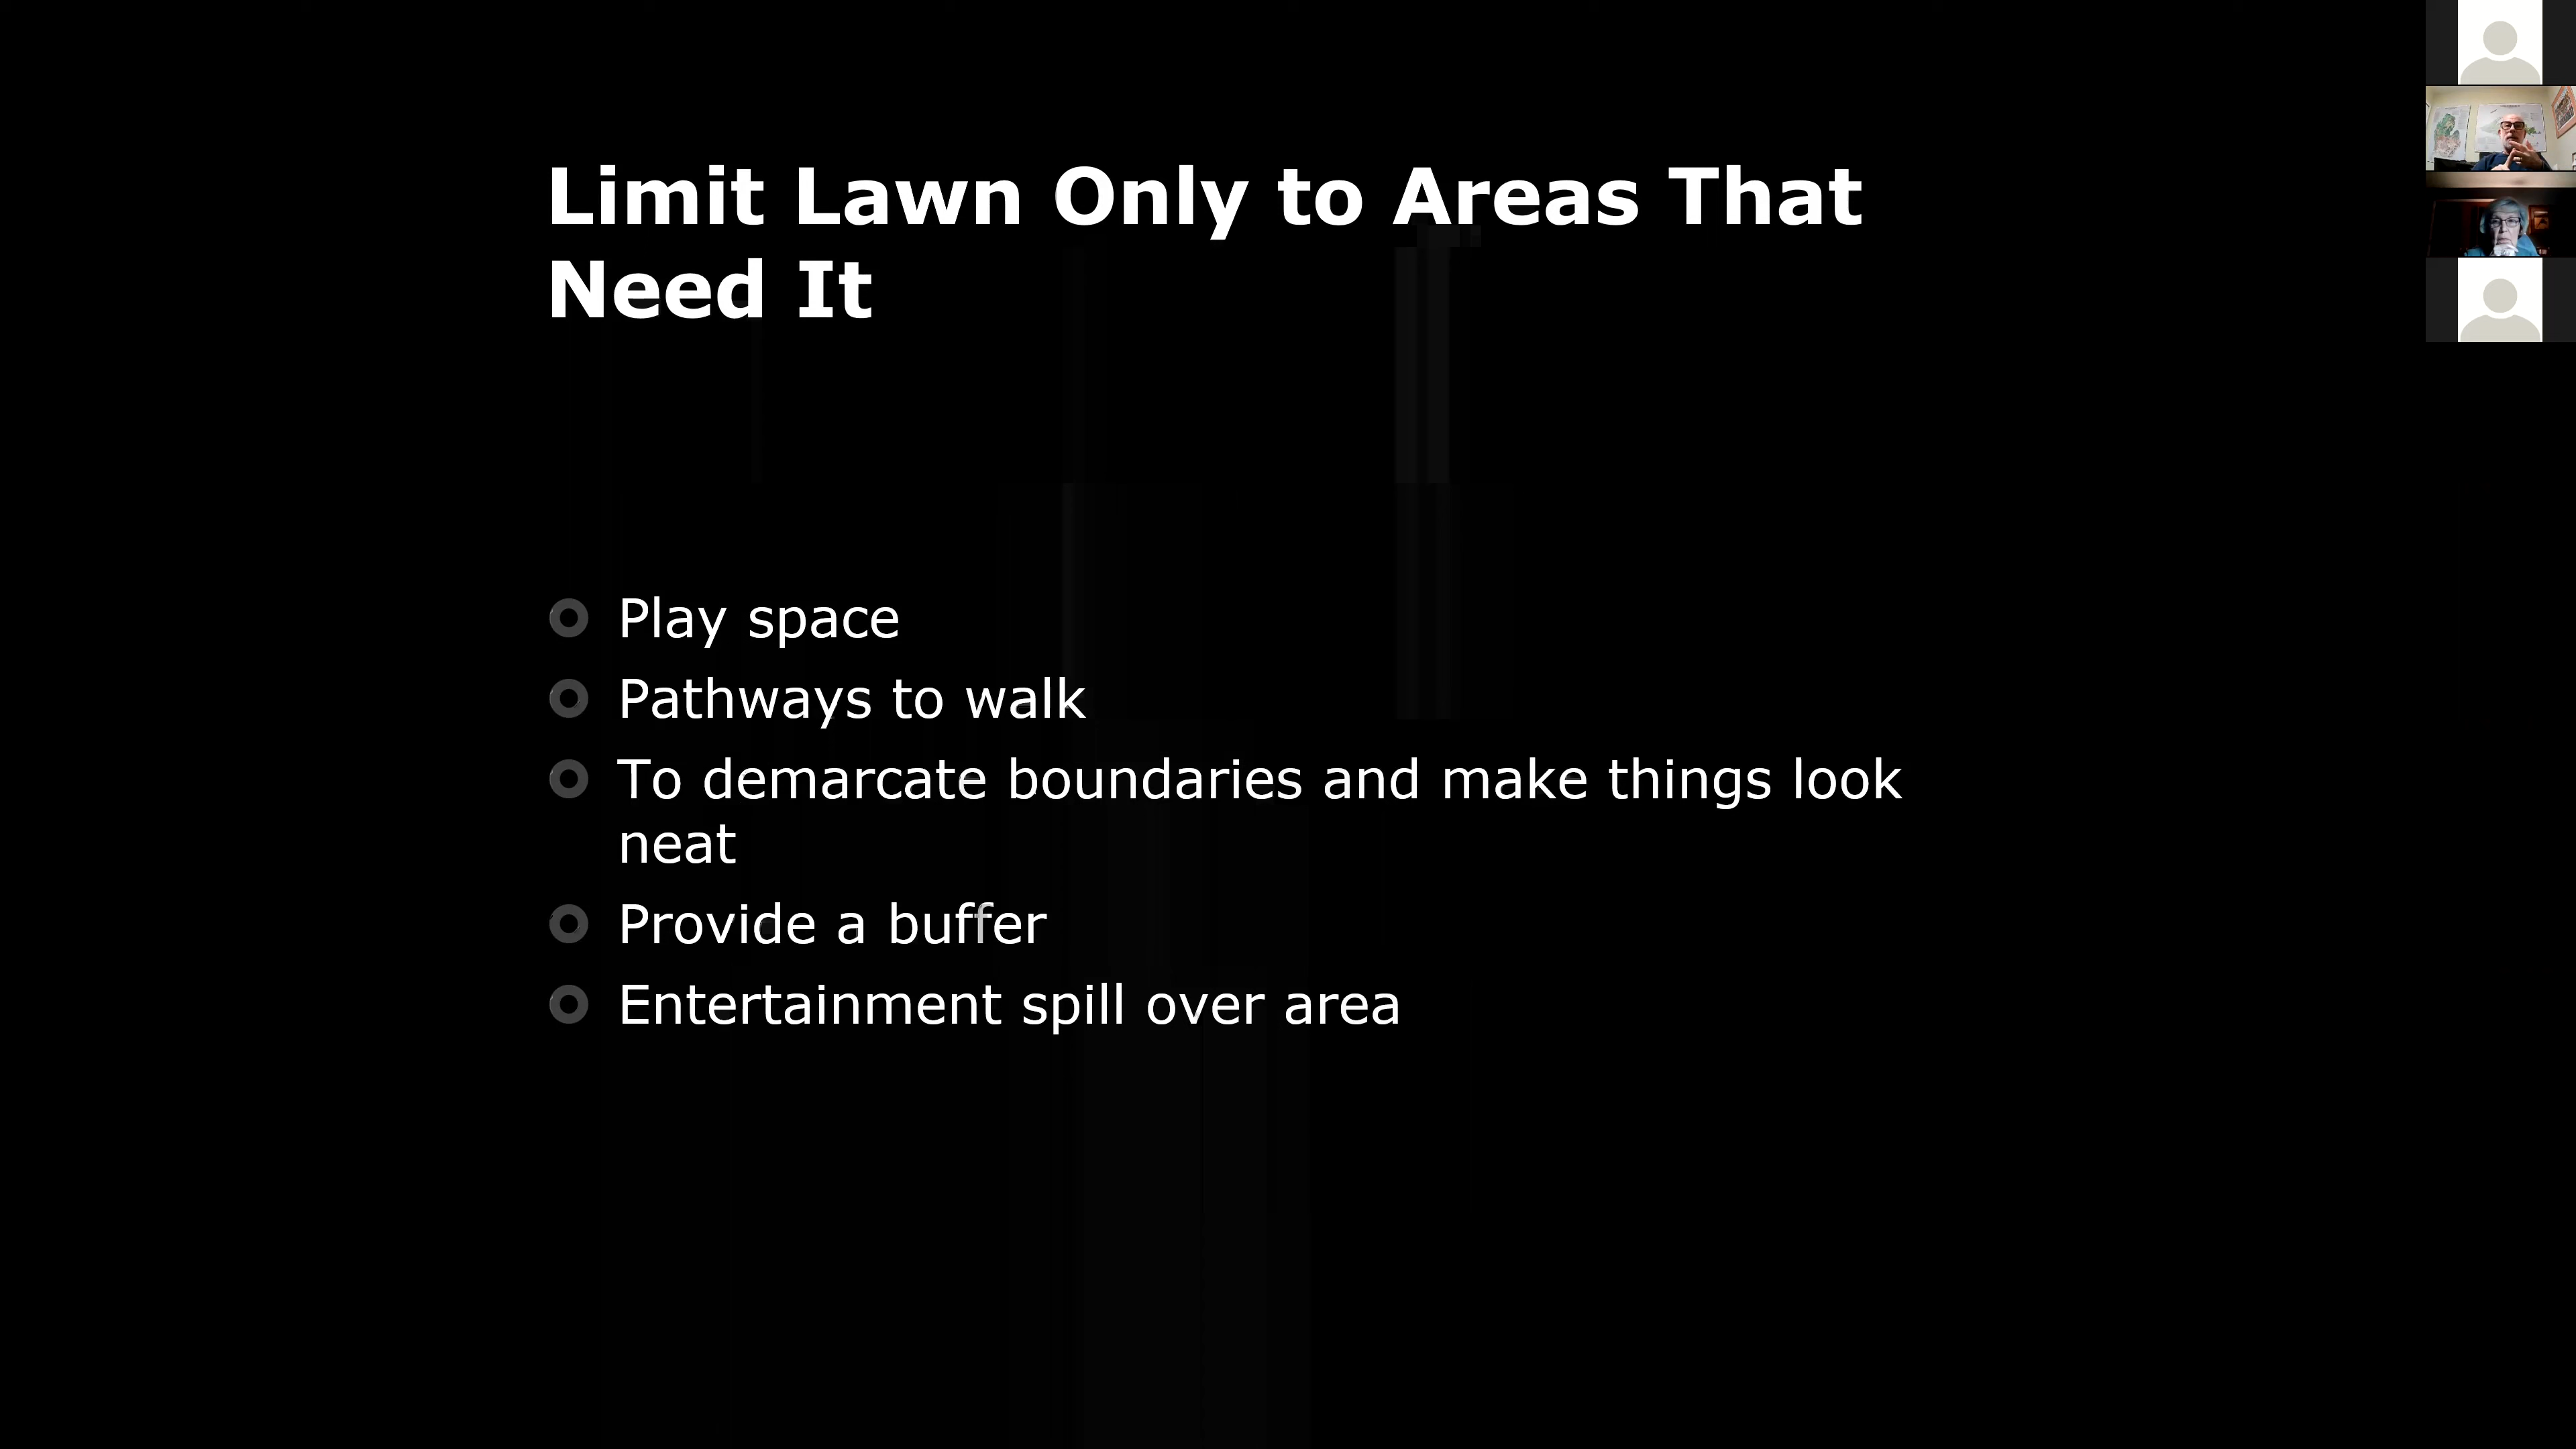 Limit Lawn Only to Areas That
Need It
Play space
Pathways to walk
To demarcate boundaries and make things look
neat
Provide a buffer
Entertainment spill over area